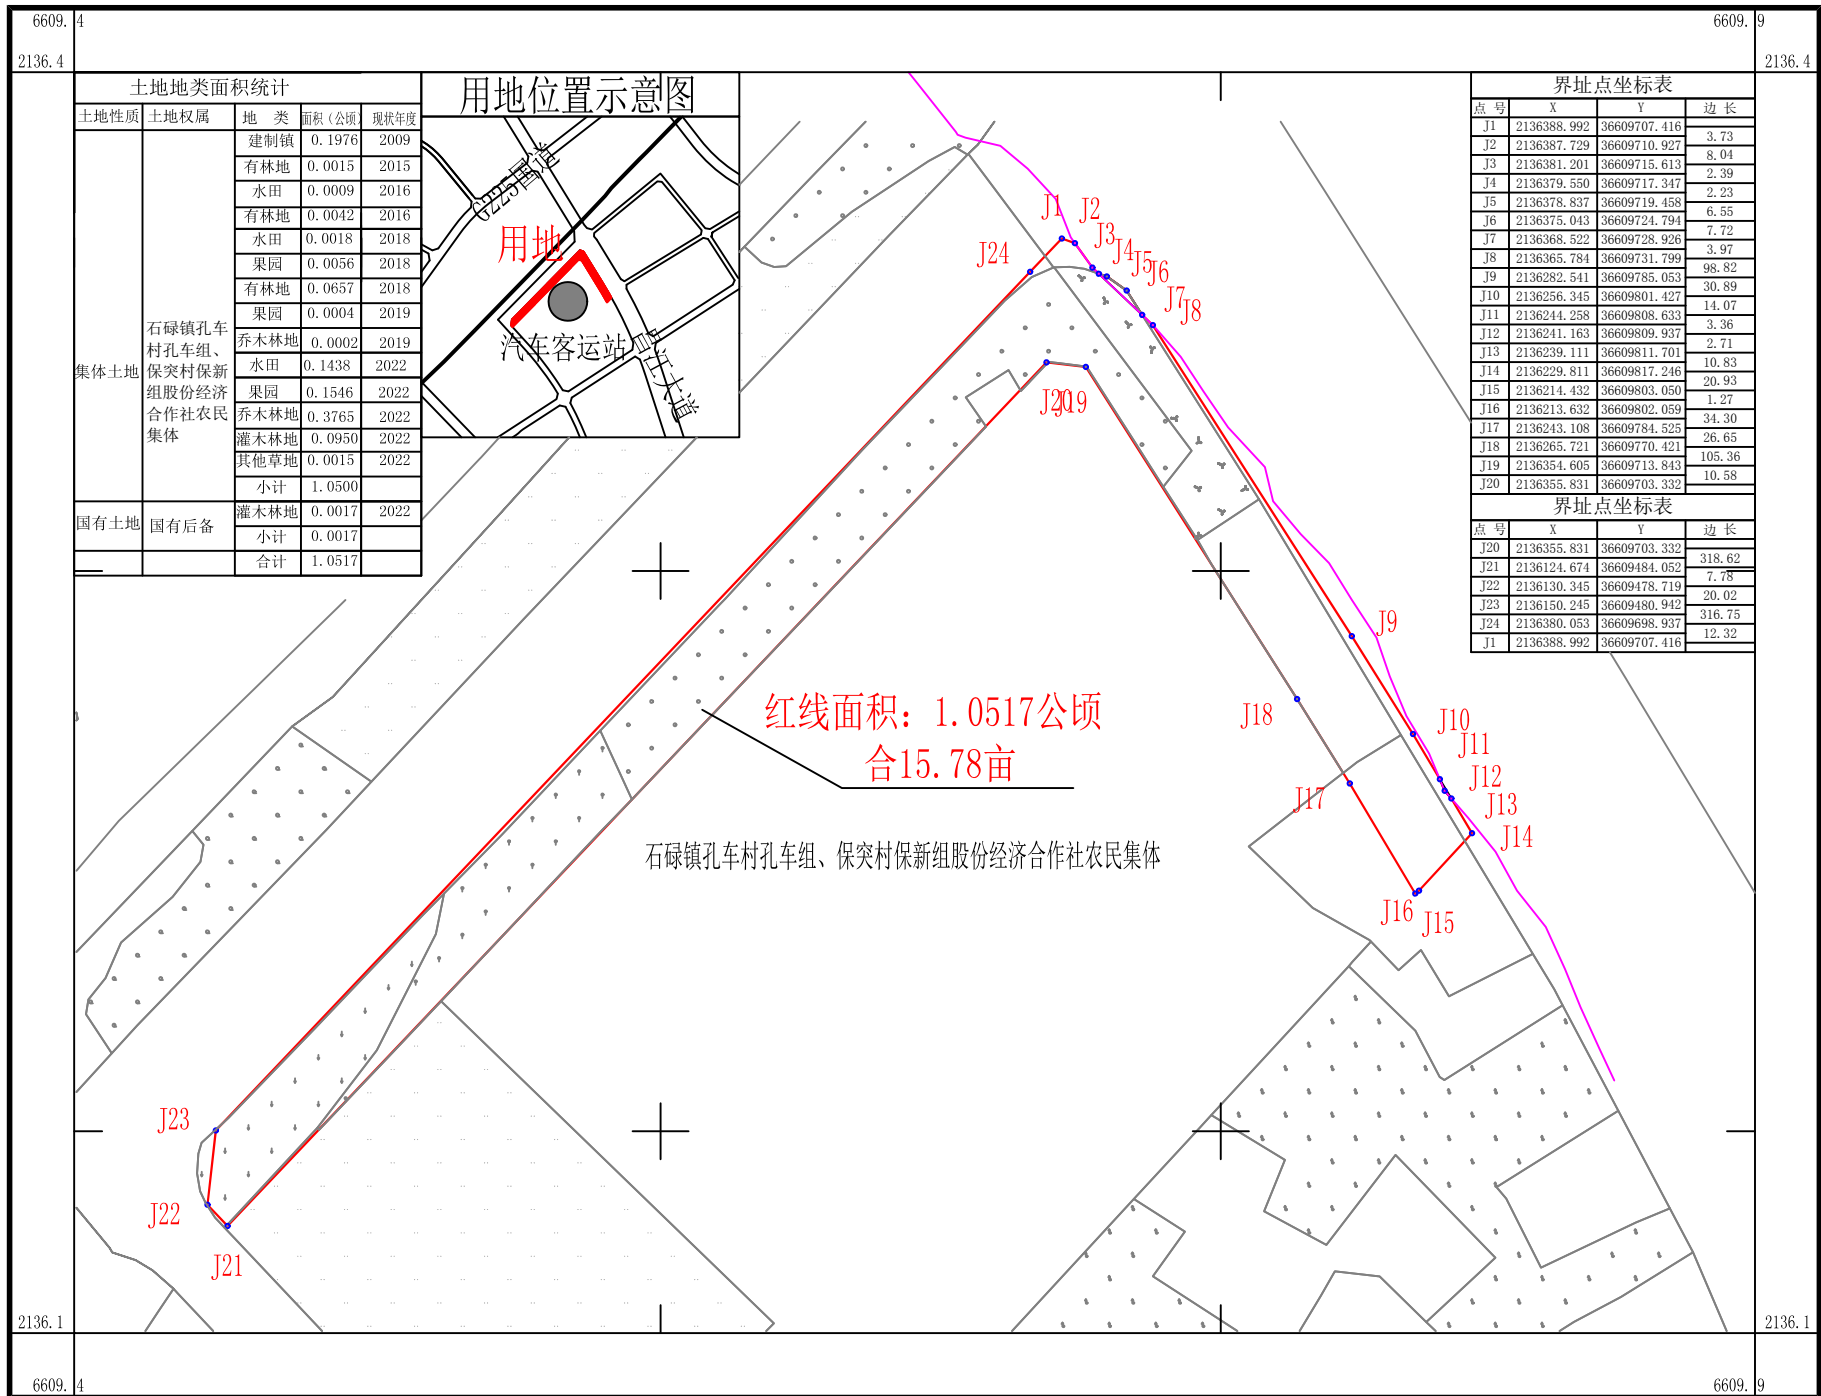 6609.4
6609.9
2136.4
2136.4
土地地类面积统计
土地性质 土地权属 地 类 面积(公顷) 现状年度
建制镇 0.1976 2009
有林地 0.0015 2015
水田 0.0009 2016
有林地 0.0042 2016
水田 0.0018 2018
果园 0.0056 2018
有林地 0.0657 2018
果园 0.0004 2019
乔木林地 0.0002 2019
水田 0.1438 2022
果园 0.1546 2022
乔木林地 0.3765 2022
灌木林地 0.0950 2022
其他草地 0.0015 2022
小计 1.0500
集体土地
石碌镇孔车
村孔车组、
保突村保新
组股份经济
合作社农民
集体
国有土地 国有后备 灌木林地 0.0017 2022
小计 0.0017
合计 1.0517
用地位置示意图
G225国道
用地
汽车客运站
昌江大道
界址点坐标表
点 号 X Y 边 长
J1 2136388.992 36609707.416
3.73
J2 2136387.729 36609710.927
8.04
J3 2136381.201 36609715.613
2.39
J4 2136379.550 36609717.347
2.23
J5 2136378.837 36609719.458
6.55
J6 2136375.043 36609724.794
7.72
J7 2136368.522 36609728.926
3.97
J8 2136365.784 36609731.799
98.82
J9 2136282.541 36609785.053
30.89
J10 2136256.345 36609801.427
14.07
J11 2136244.258 36609808.633
3.36
J12 2136241.163 36609809.937
2.71
J13 2136239.111 36609811.701
10.83
J14 2136229.811 36609817.246
20.93
J15 2136214.432 36609803.050
1.27
J16 2136213.632 36609802.059
34.30
J17 2136243.108 36609784.525
26.65
J18 2136265.721 36609770.421
105.36
J19 2136354.605 36609713.843
10.58
J20 2136355.831 36609703.332
界址点坐标表
点 号 X Y 边 长
J20 2136355.831 36609703.332
318.62
J21 2136124.674 36609484.052
7.78
J22 2136130.345 36609478.719
20.02
J23 2136150.245 36609480.942
316.75
J24 2136380.053 36609698.937
12.32
J1 2136388.992 36609707.416
J1
J2
J3
J4
J5
J6
J7
J8
J24
J20
J19
J9
J18
J10
J11
J12
J13
J14
J17
J16
J15
J23
J22
J21
红线面积：1.0517公顷
合15.78亩
石碌镇孔车村孔车组、保突村保新组股份经济合作社农民集体
2136.1
2136.1
6609.4
6609.9